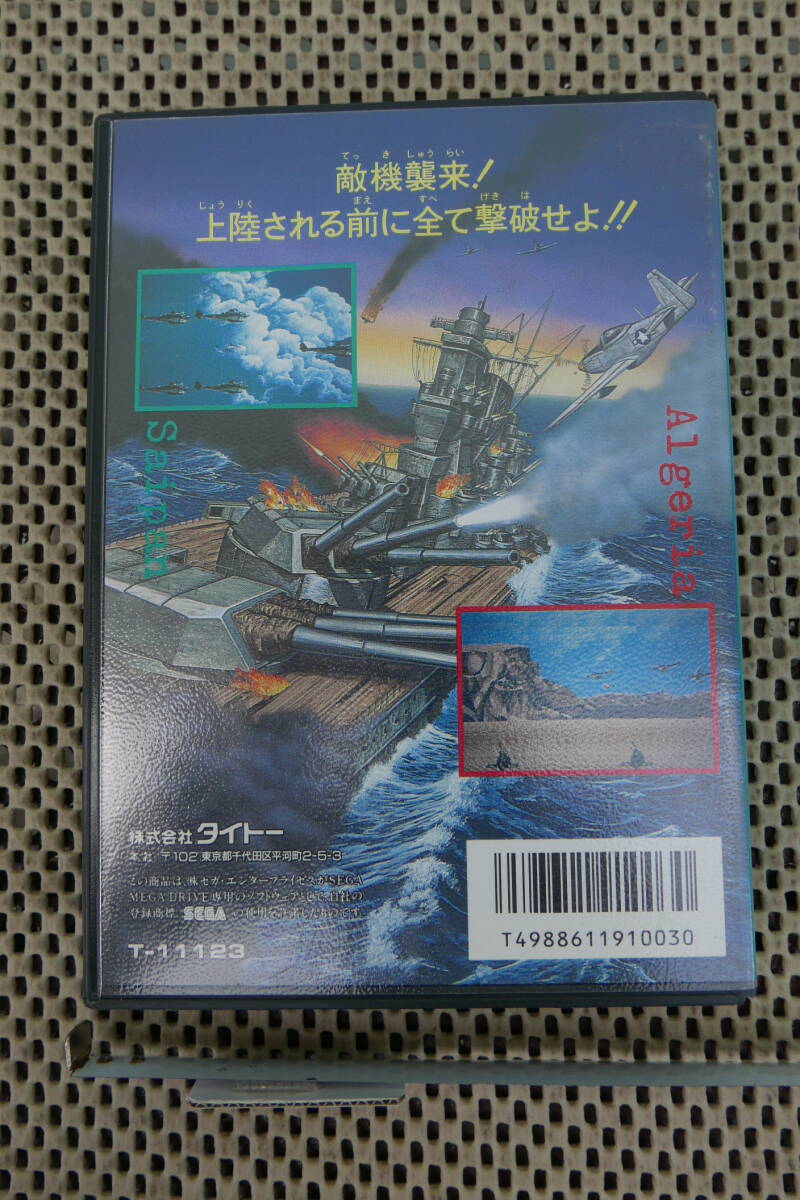 てっ き しゅう らい
敵機襲来!
じょう りく まえ すべ げき は
上陸される前に全て撃破せよ!!
Saipan
Algeria
株式会社 タイトー
本社 〒102 東京都千代田区平河町2-5-3
この商品は、(株)セガ・エンタープライゼスがSEGA
MEGA DRIVE専用のソフトウェアとして、自社の
登録商標 SEGA の使用を許諾したものです。
T-11123
T4988611910030